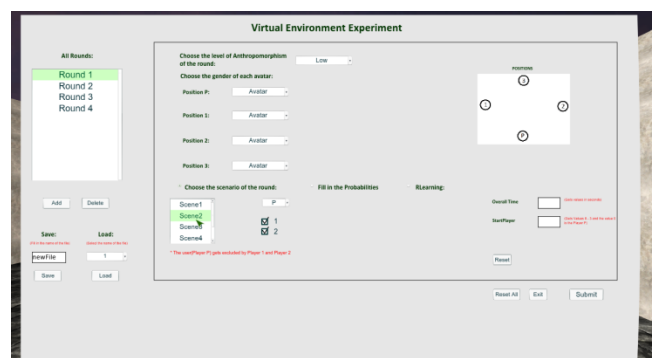 Virtual Environment Experiment
All Rounds:
Round 1
Round 2
Round 3
Round 4
Add
Delete
Save:
Load:
newFile
1
Save
Load
Choose the level of Anthropomorphism
of the round:
Low
Choose the gender of each avatar:
Position P:
Avatar
Position 1:
Avatar
Position 2:
Avatar
Position 3:
Avatar
* Choose the scenario of the round:
Fill in the Probabilities
RLearning:
Scene1
Scene2
Scene3
Scene4
P
1
2
* The user(Player P) gets excluded by Player 1 and Player 2
POSITIONS
3
1
2
P
Overall Time
StartPlayer
Reset
Reset All
Exit
Submit